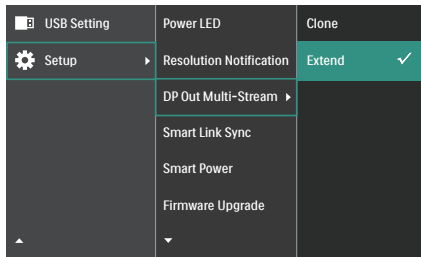 USB Setting
Setup
Power LED
Resolution Notification
DP Out Multi-Stream
Smart Link Sync
Smart Power
Firmware Upgrade
Clone
Extend